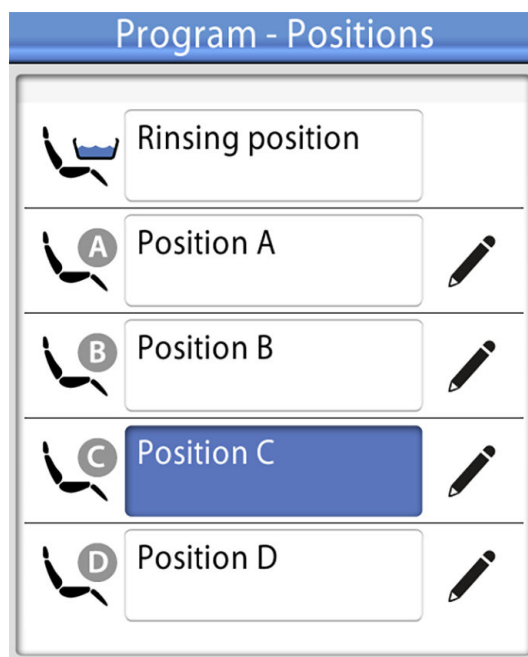 Program - Positions
Rinsing position
A
Position A
B
Position B
C
Position C
D
Position D